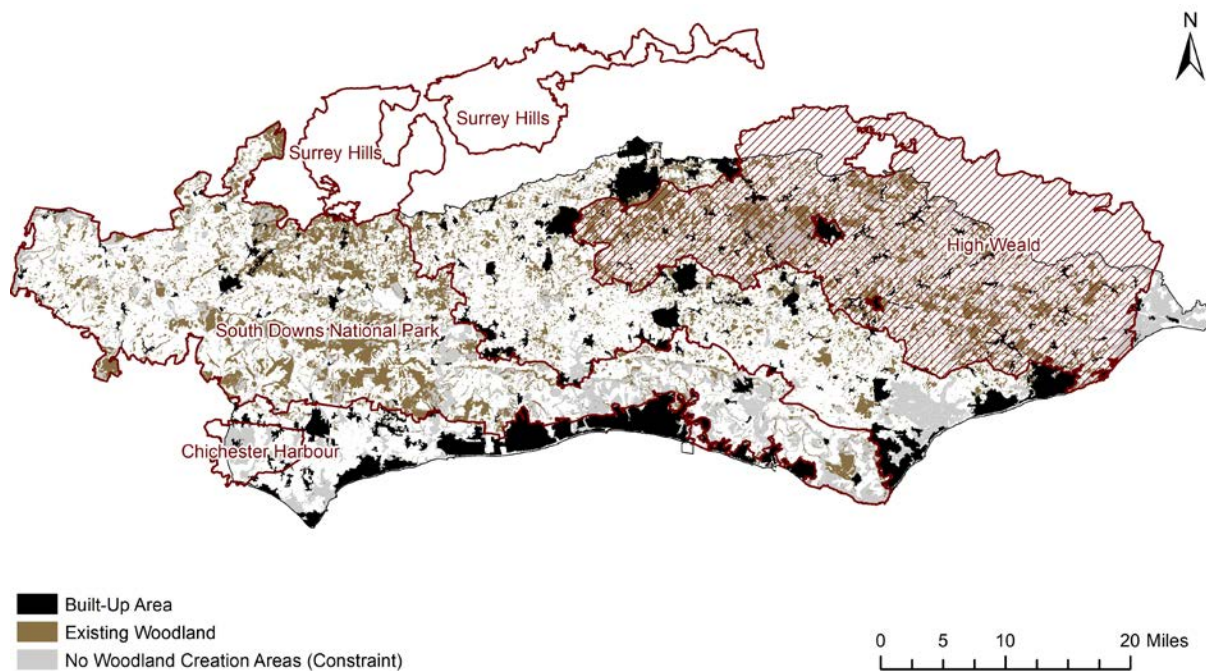 N
Surrey Hills
Surrey Hills
High Weald
South Downs National Park
Chichester Harbour
Built-Up Area
Existing Woodland
No Woodland Creation Areas (Constraint)
0 5 10 20 Miles